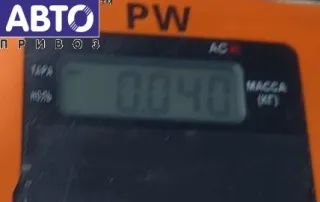 АВТО
ПРИВОЗ
PW
AC
ТАРА
НОЛЬ
0.040
МАССА
(КГ)